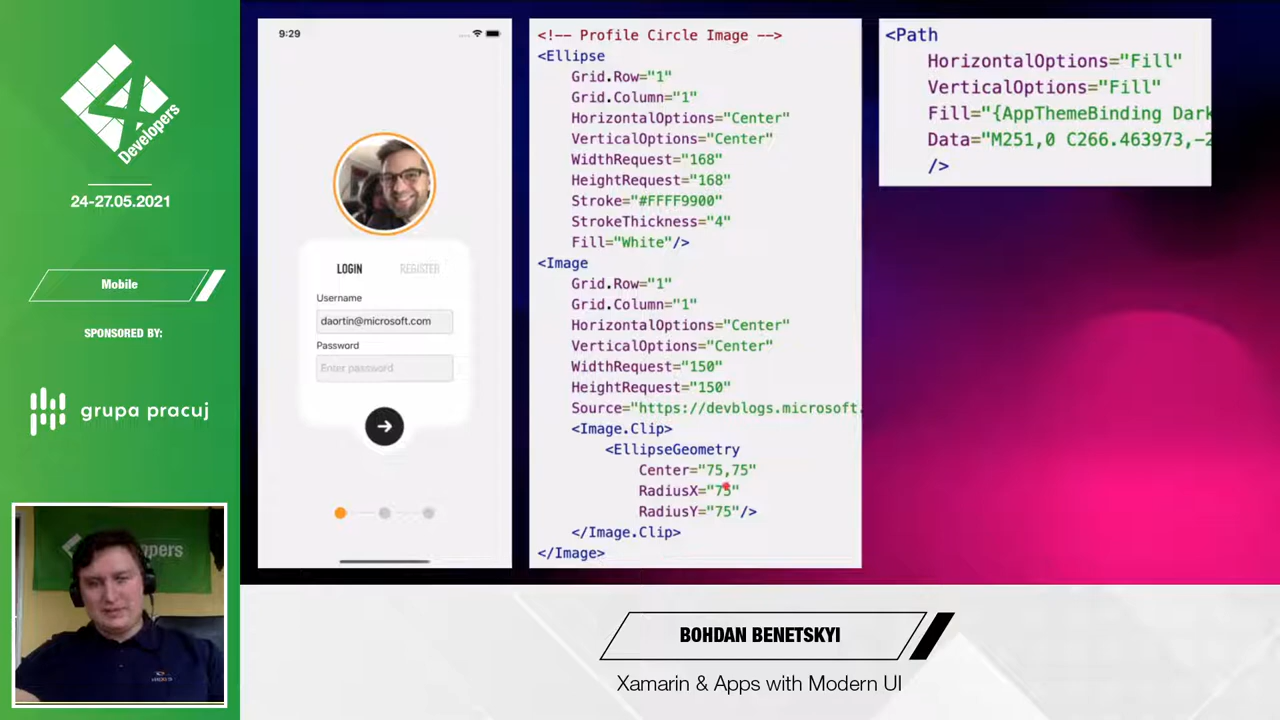 4
Developers
24-27.05.2021
Mobile
SPONSORED BY:
grupa pracuj
9:29
LOGIN
REGISTER
Username
daortin@microsoft.com
Password
Enter password
<!-- Profile Circle Image -->
<Ellipse
Grid.Row="1"
Grid.Column="1"
HorizontalOptions="Center"
VerticalOptions="Center"
WidthRequest="168"
HeightRequest="168"
Stroke="#FFFF9900"
StrokeThickness="4"
Fill="White"/>
<Image
Grid.Row="1"
Grid.Column="1"
HorizontalOptions="Center"
VerticalOptions="Center"
WidthRequest="150"
HeightRequest="150"
Source="https://devblogs.microsoft.
<Image.Clip>
<EllipseGeometry
Center="75,75"
RadiusX="75"
RadiusY="75"/>
</Image.Clip>
</Image>
<Path
HorizontalOptions="Fill"
VerticalOptions="Fill"
Fill="{AppThemeBinding Dark
Data="M251,0 C266.463973,-2
/>
BOHDAN BENETSKYI
Xamarin & Apps with Modern UI